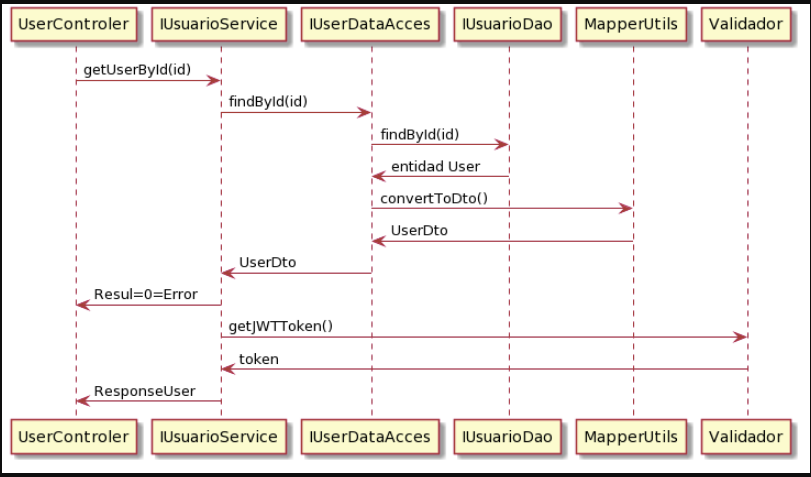 UserControler IUsuarioService IUserDataAcces IUsuarioDao MapperUtils Validador
getUserById(id)
findById(id)
findById(id)
entidad User
convertToDto()
UserDto
UserDto
Resul=0=Error
getJWTToken()
token
ResponseUser
UserControler IUsuarioService IUserDataAcces IUsuarioDao MapperUtils Validador